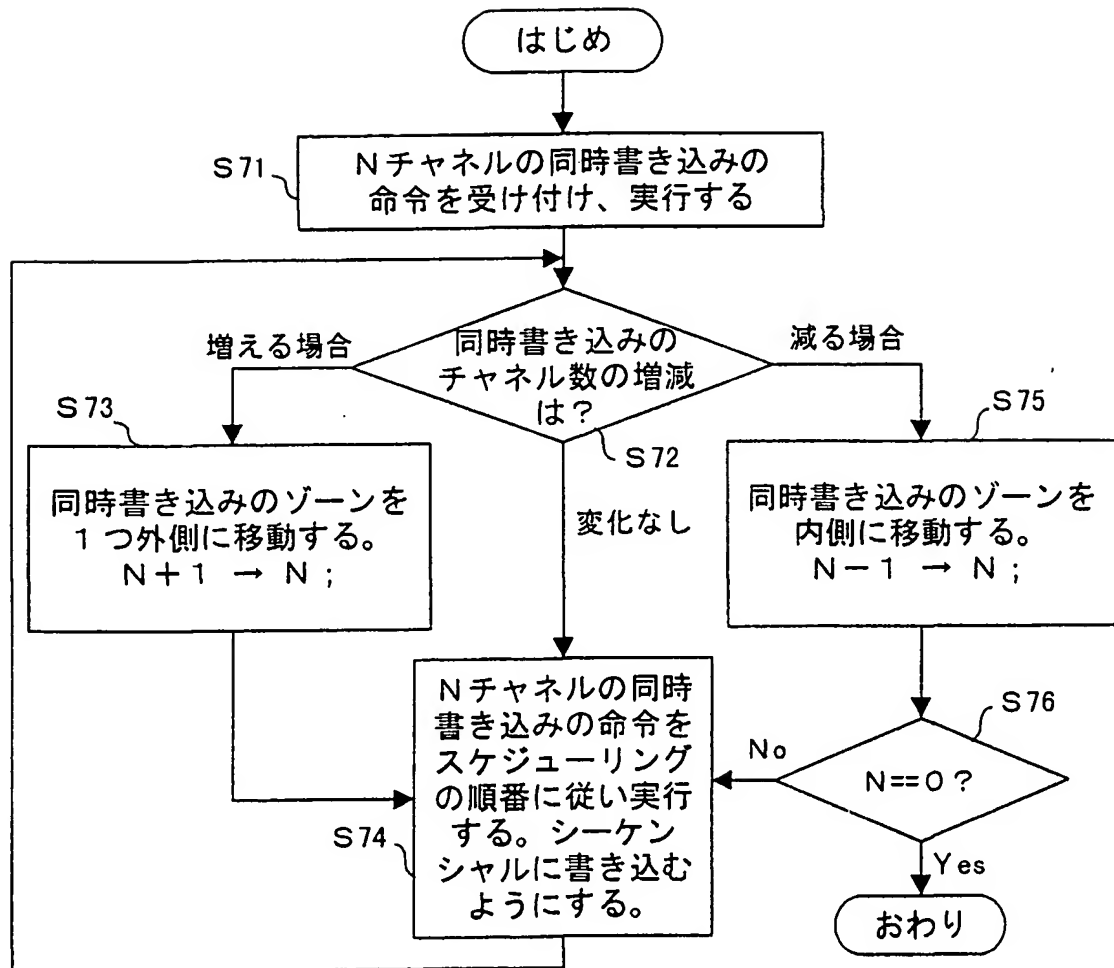 はじめ
S71
Nチャネルの同時書き込みの
命令を受け付け、実行する
増える場合
同時書き込みの
チャネル数の増減
は?
減る場合
S72
S73
同時書き込みのゾーンを
1つ外側に移動する。
N+1 → N;
変化なし
S75
同時書き込みのゾーンを
内側に移動する。
N-1 → N;
S74
Nチャネルの同時
書き込みの命令を
スケジューリング
の順番に従い実行
する。シーケン
シャルに書き込む
ようにする。
S76
No
N==0?
Yes
おわり